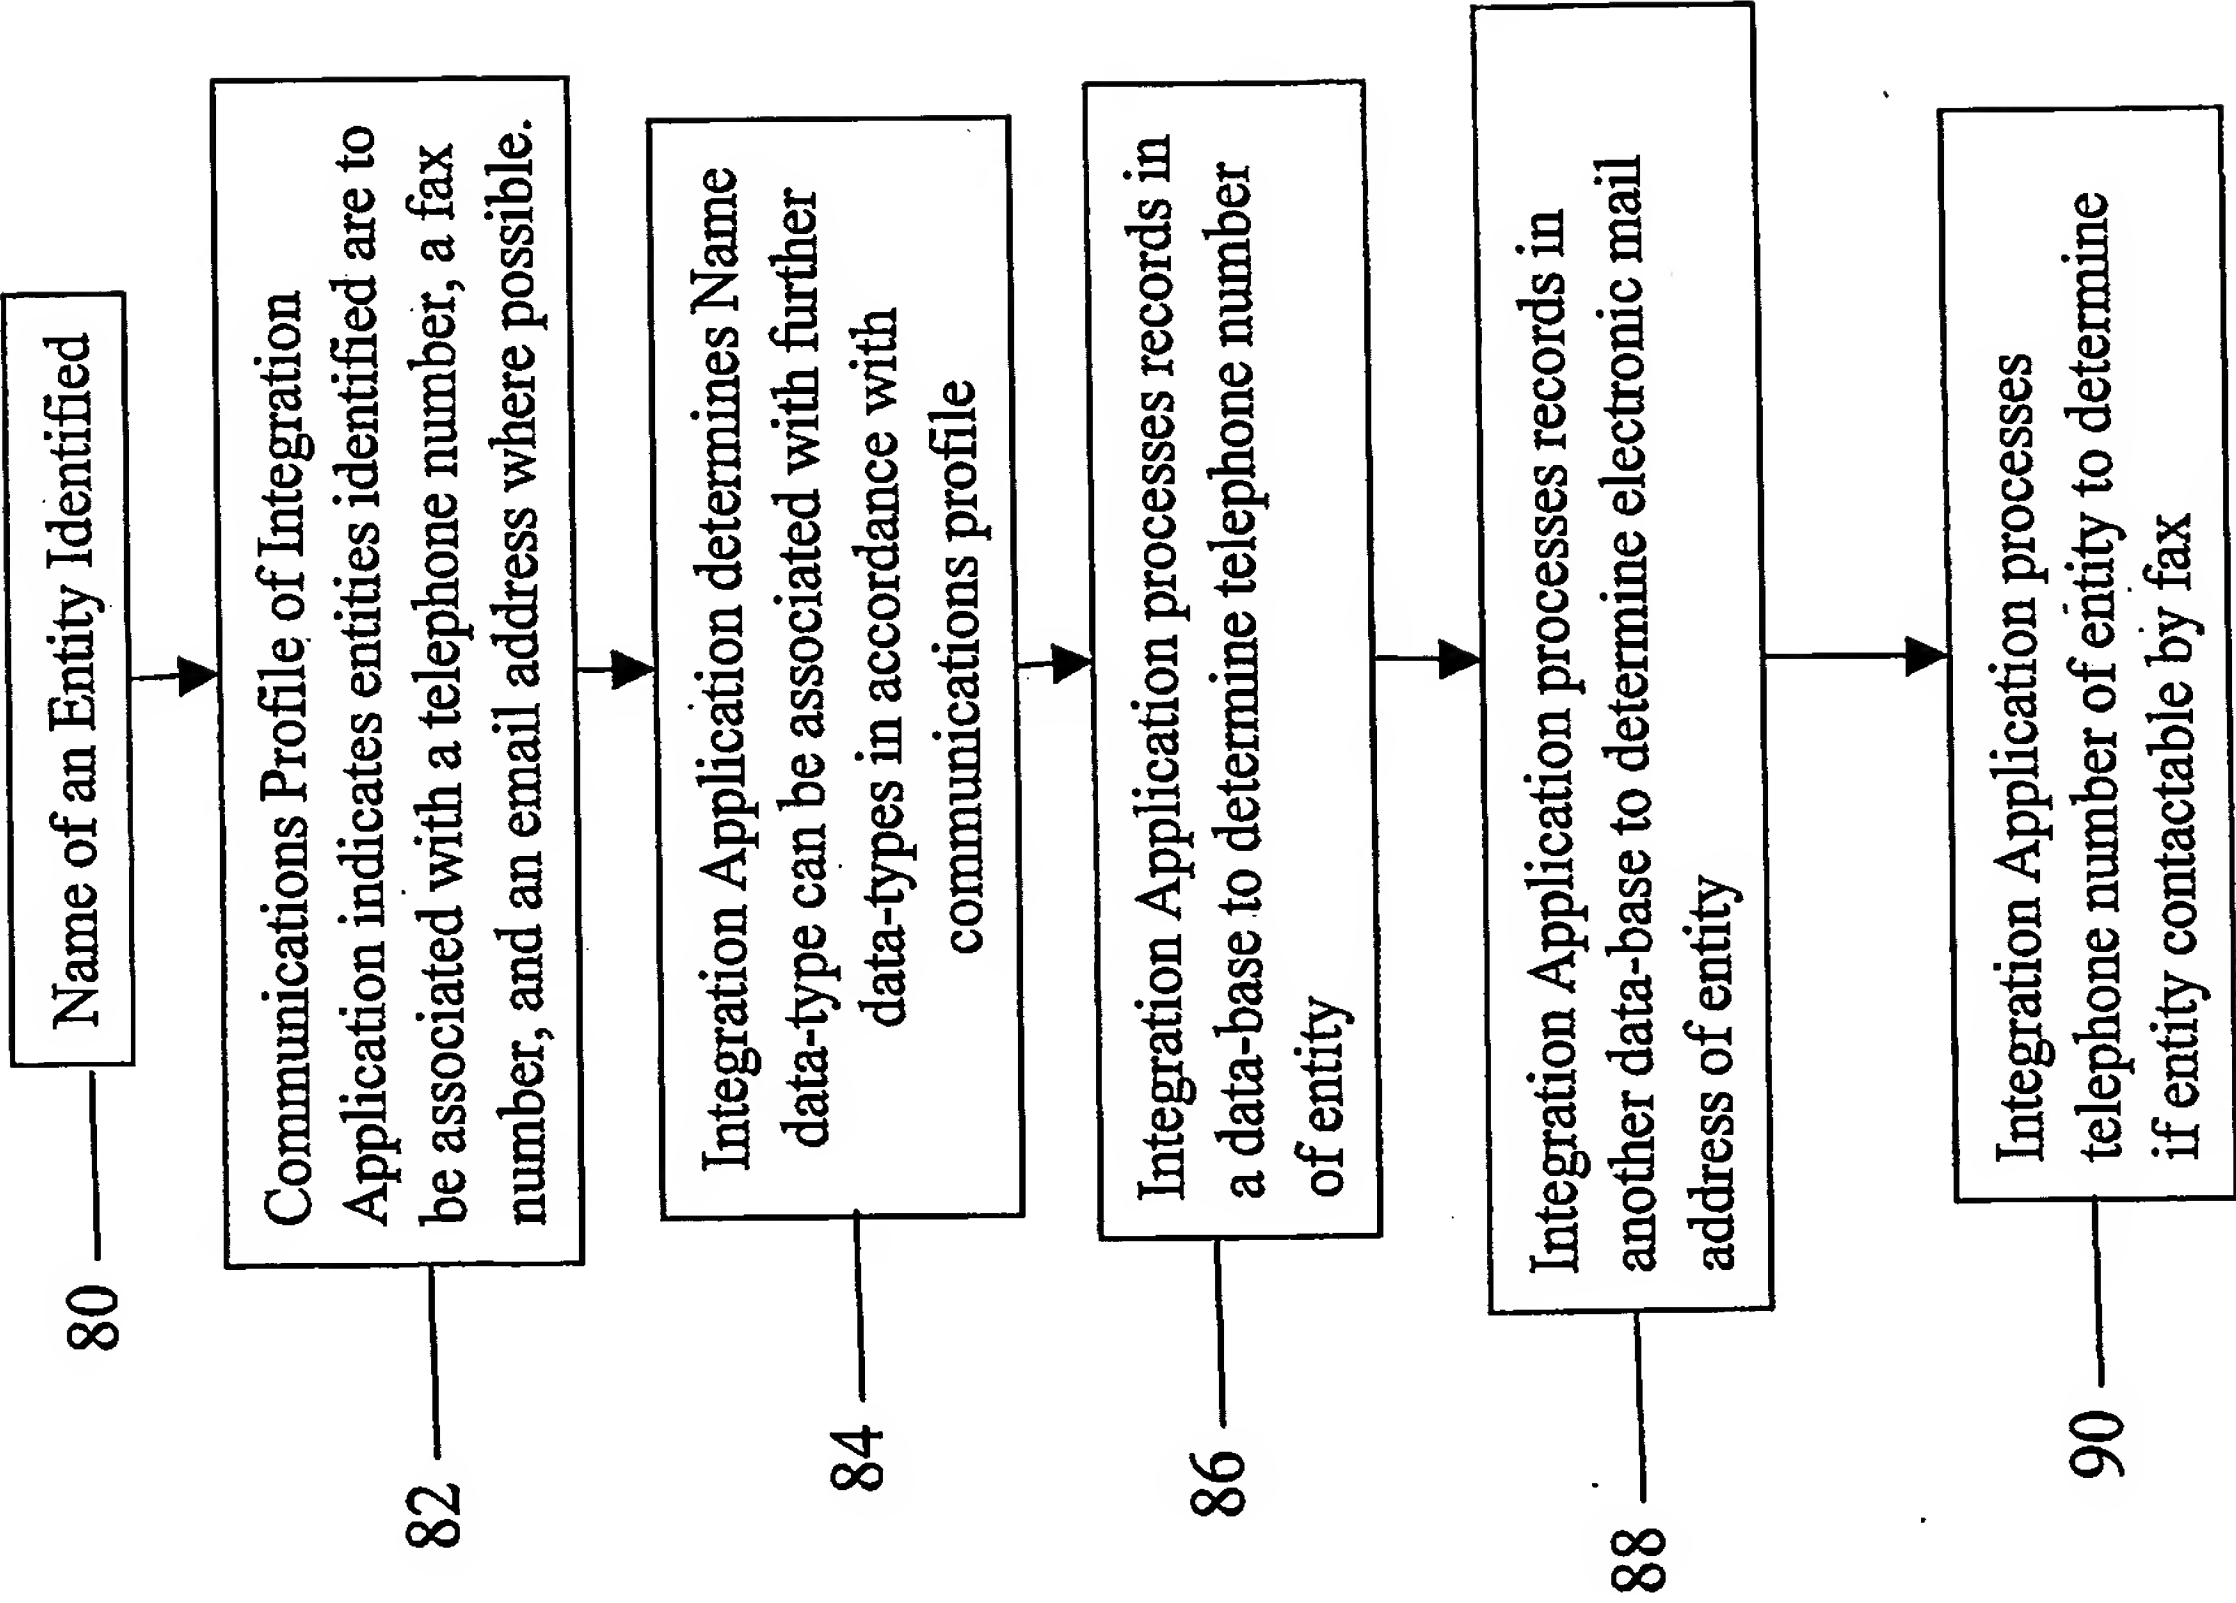 Name of an Entity Identified
80
Communications Profile of Integration
Application indicates entities identified are to
be associated with a telephone number, a fax
number, and an email address where possible.
82
Integration Application determines Name
data-type can be associated with further
data-types in accordance with
communications profile
84
Integration Application processes records in
a data-base to determine telephone number
of entity
86
Integration Application processes records in
another data-base to determine electronic mail
address of entity
88
Integration Application processes
telephone number of entity to determine
if entity contactable by fax
90